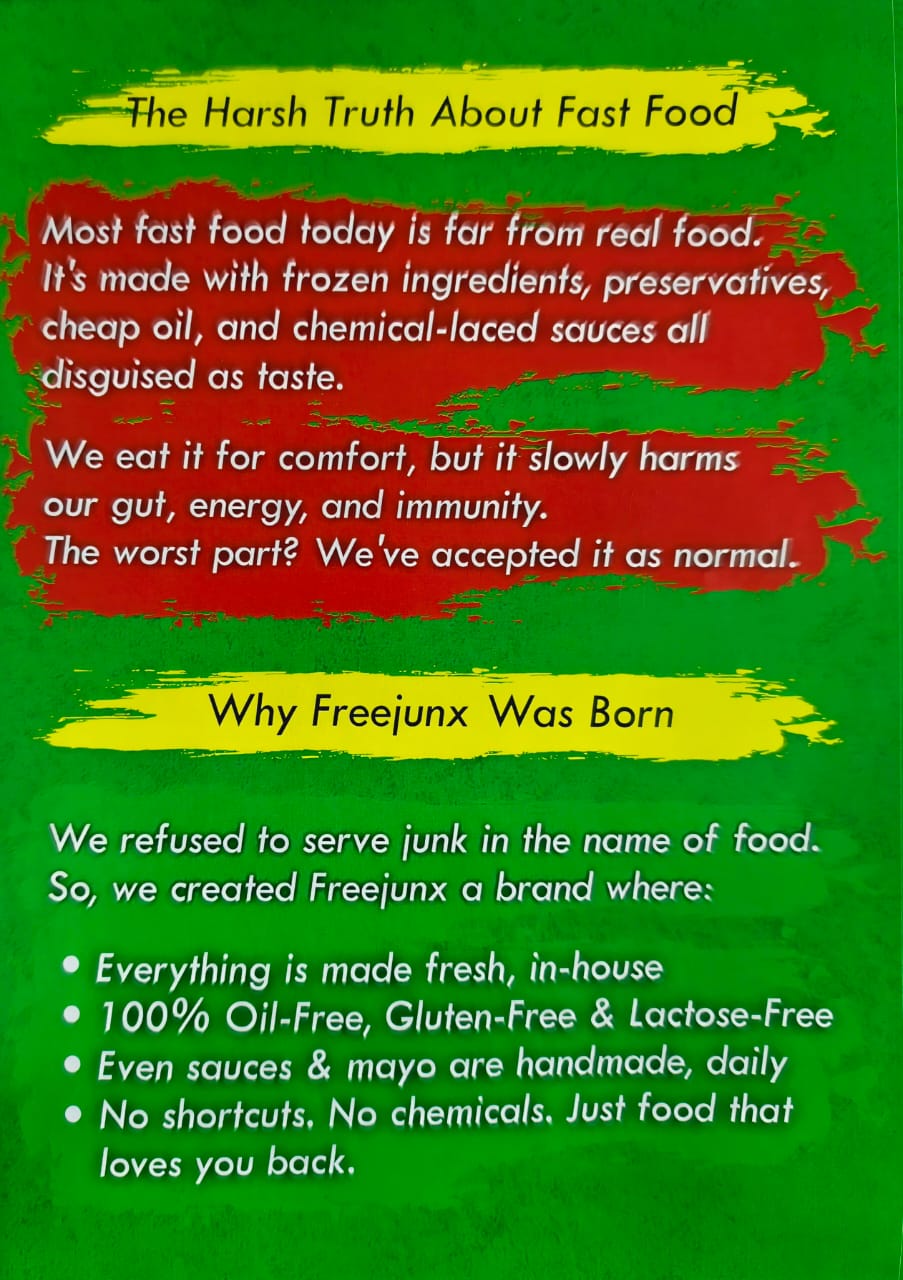 The Harsh Truth About Fast Food
Most fast food today is far from real food.
It's made with frozen ingredients, preservatives,
cheap oil, and chemical-laced sauces all
disguised as taste.
We eat it for comfort, but it slowly harms
our gut, energy, and immunity.
The worst part? We've accepted it as normal.
Why Freejunx Was Born
We refused to serve junk in the name of food.
So, we created Freejunx a brand where:
• Everything is made fresh, in-house
• 100% Oil-Free, Gluten-Free & Lactose-Free
• Even sauces & mayo are handmade, daily
• No shortcuts. No chemicals. Just food that
loves you back.